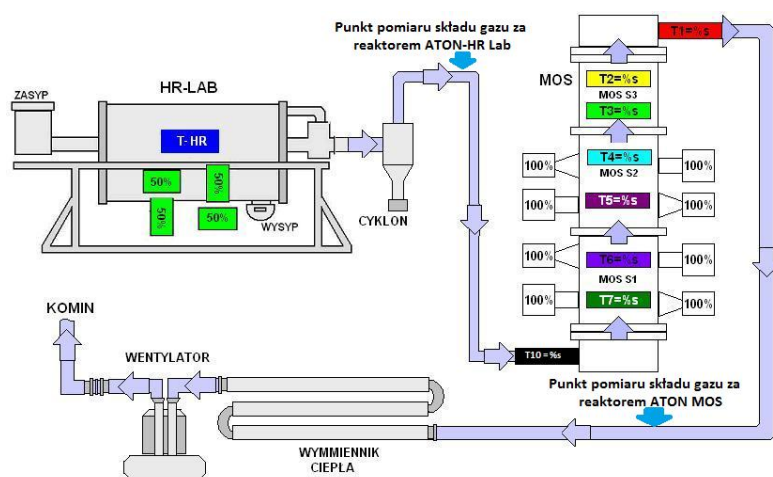 Punkt pomiaru składu gazu za
reaktorem ATON-HR Lab
T1=%s
MOS
T2=%s
MOS S3
T3=%s
HR-LAB
ZASYP
T-HR
50%
50%
50%
50%
WYSYP
CYKLON
100%
T4=%s
100%
MOS S2
100%
T5=%s
100%
100%
T6=%s
100%
MOS S1
100%
T7=%s
100%
T10 =%s
KOMIN
WENTYLATOR
Punkt pomiaru składu gazu za
reaktorem ATON MOS
WYMMIENNIK
CIEPŁA